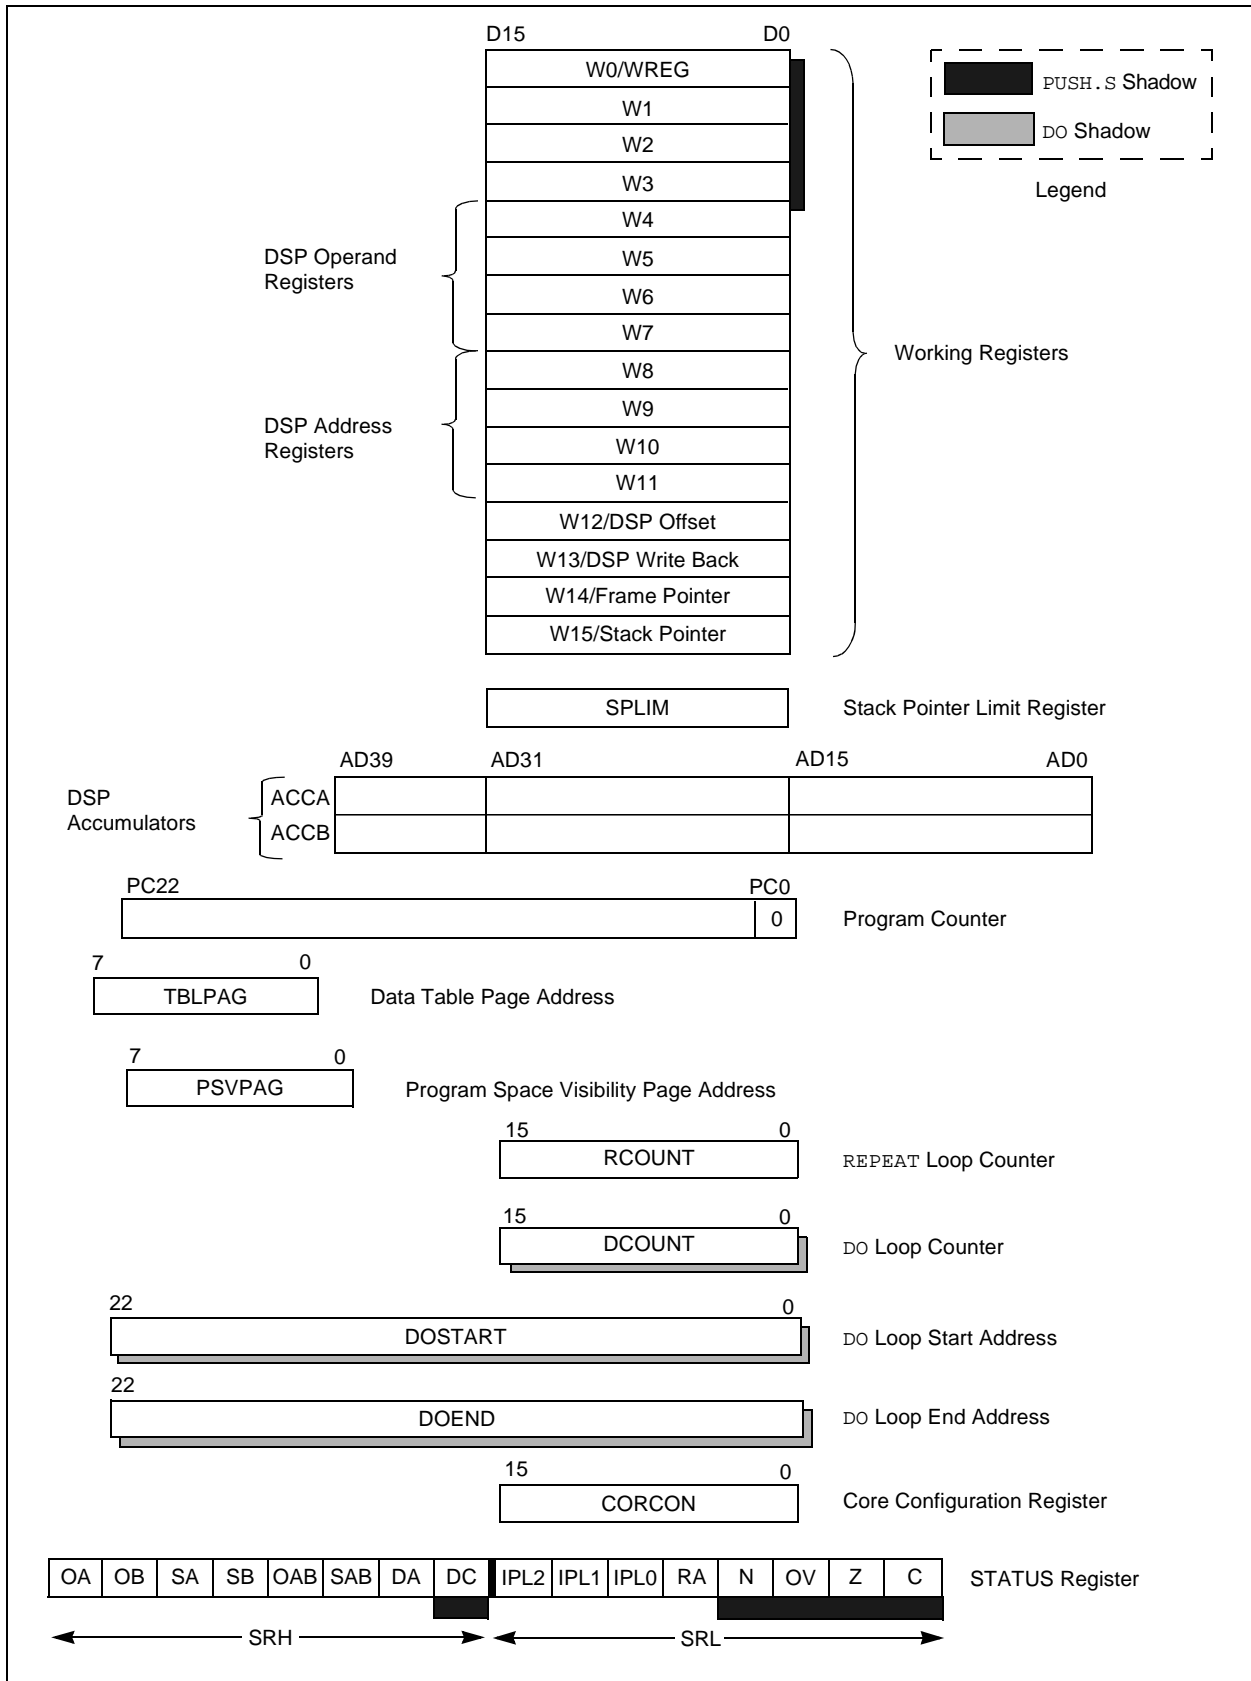 D15 D0
W0/WREG
W1
W2
W3
W4
W5
W6
W7
W8
W9
W10
W11
W12/DSP Offset
W13/DSP Write Back
W14/Frame Pointer
W15/Stack Pointer
PUSH.S Shadow
DO Shadow
Legend
DSP Operand
Registers
DSP Address
Registers
Working Registers
SPLIM Stack Pointer Limit Register
AD39 AD31 AD15 AD0
DSP
Accumulators
ACCA
ACCB
PC22 PC0
0 Program Counter
7 0
TBLPAG Data Table Page Address
7 0
PSVPAG Program Space Visibility Page Address
15 0
RCOUNT REPEAT Loop Counter
15 0
DCOUNT DO Loop Counter
22 0
DOSTART DO Loop Start Address
22
DOEND DO Loop End Address
15 0
CORCON Core Configuration Register
OA OB SA SB OAB SAB DA DC IPL2 IPL1 IPL0 RA N OV Z C STATUS Register
SRH SRL